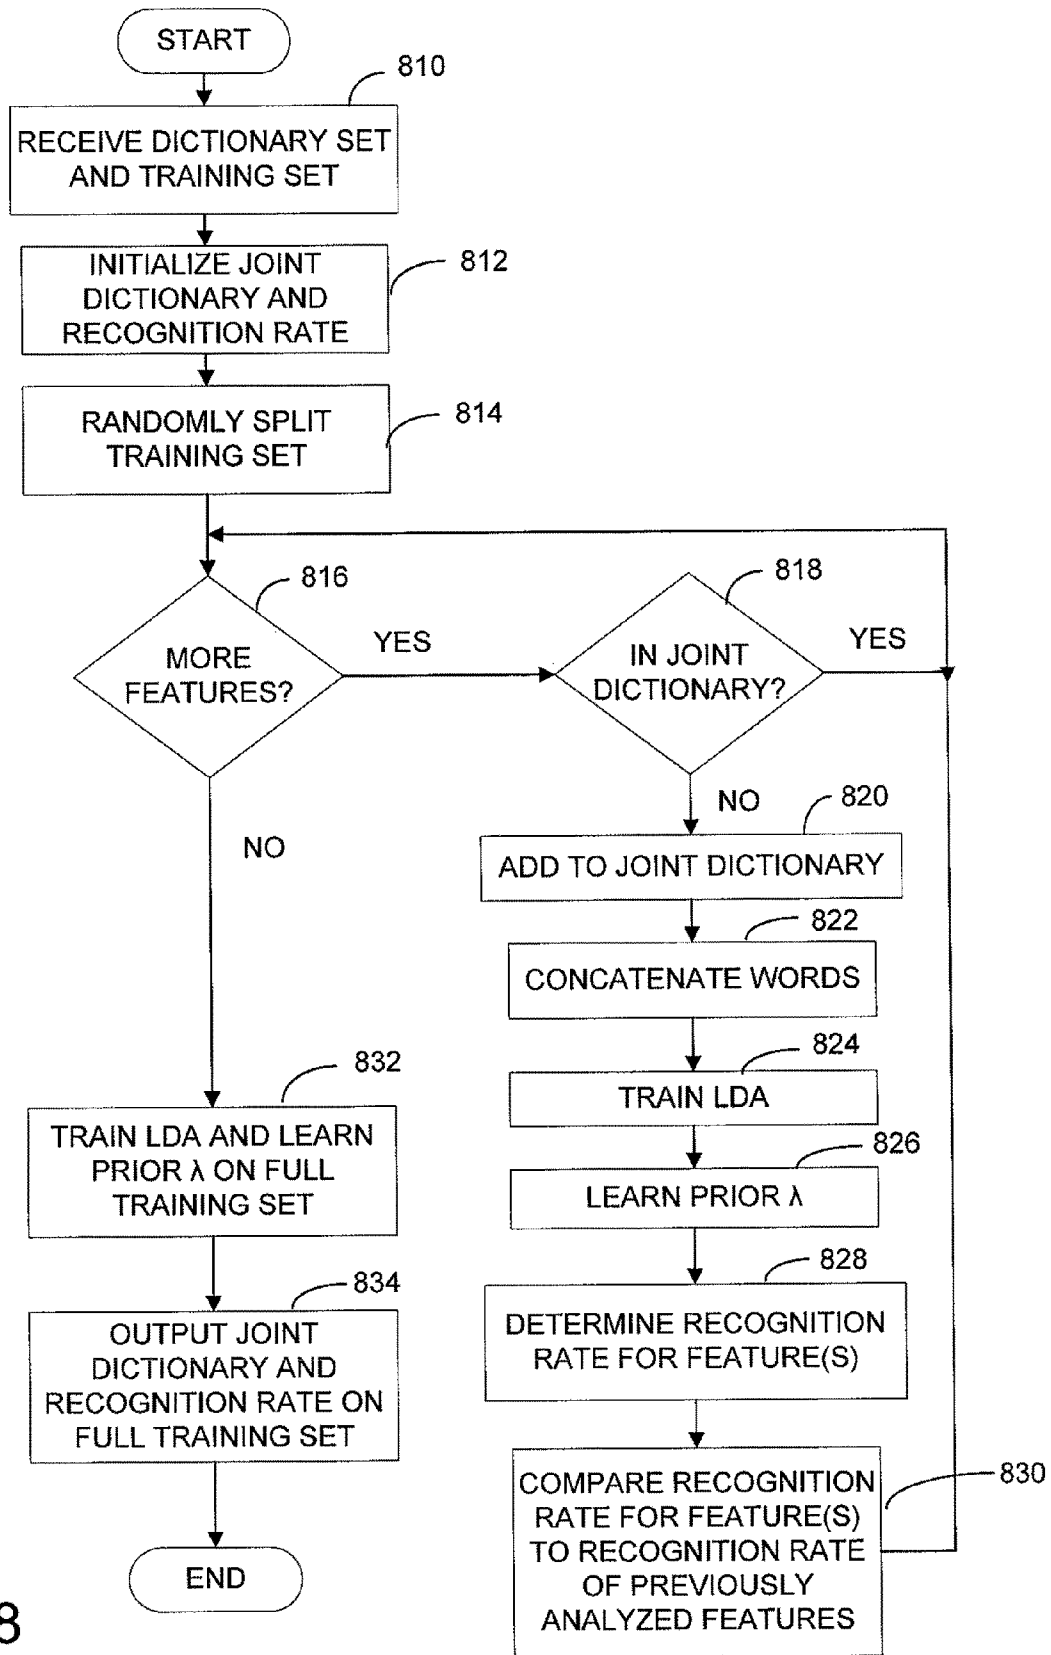 START
810
RECEIVE DICTIONARY SET
AND TRAINING SET
812
INITIALIZE JOINT
DICTIONARY AND
RECOGNITION RATE
814
RANDOMLY SPLIT
TRAINING SET
816
MORE
FEATURES?
YES
818
IN JOINT
DICTIONARY?
YES
NO
820
ADD TO JOINT DICTIONARY
822
CONCATENATE WORDS
824
TRAIN LDA
826
LEARN PRIOR λ
828
DETERMINE RECOGNITION
RATE FOR FEATURE(S)
830
COMPARE RECOGNITION
RATE FOR FEATURE(S)
TO RECOGNITION RATE
OF PREVIOUSLY
ANALYZED FEATURES
NO
832
TRAIN LDA AND LEARN
PRIOR λ ON FULL
TRAINING SET
834
OUTPUT JOINT
DICTIONARY AND
RECOGNITION RATE ON
FULL TRAINING SET
END
8